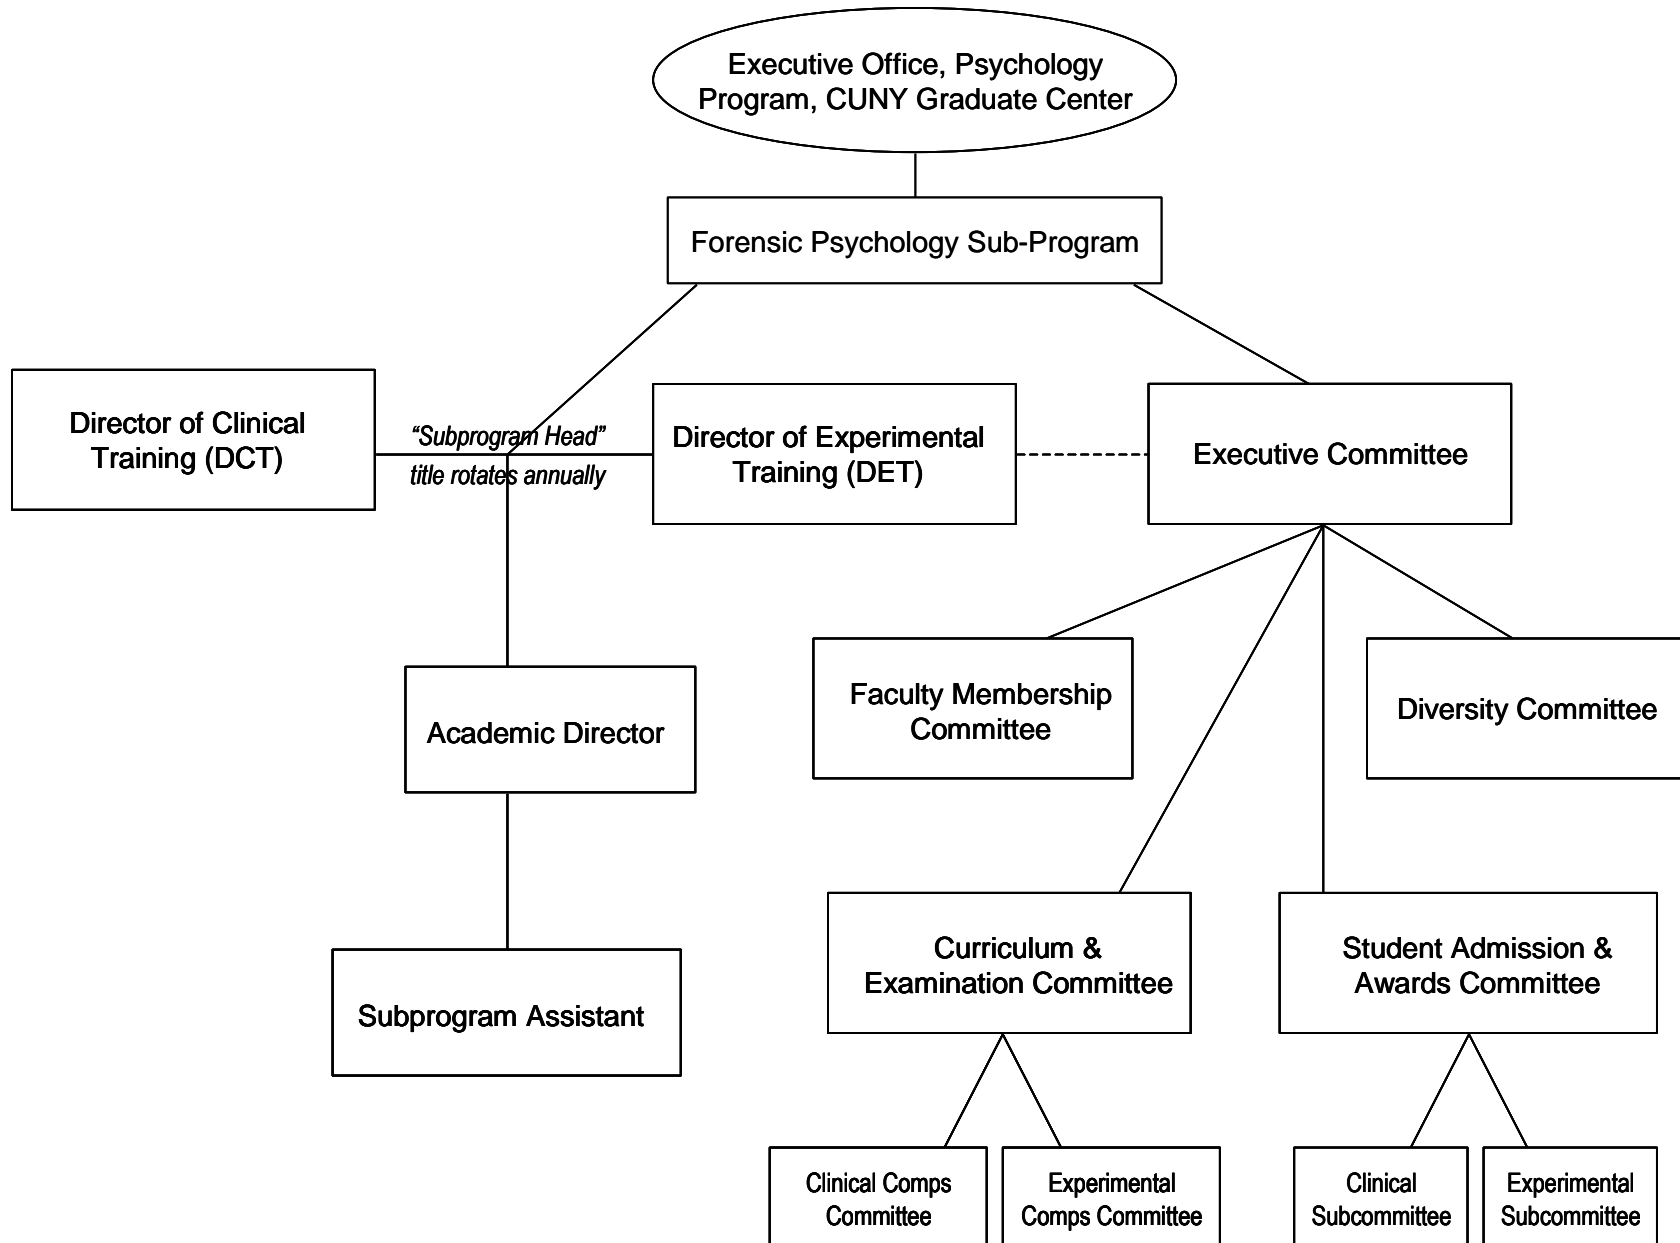 Executive Office, Psychology
Program, CUNY Graduate Center
Forensic Psychology Sub-Program
Director of Clinical
Training (DCT)
“Subprogram Head”
title rotates annually
Director of Experimental
Training (DET)
Executive Committee
Faculty Membership
Committee
Diversity Committee
Academic Director
Curriculum &
Examination Committee
Student Admission &
Awards Committee
Subprogram Assistant
Clinical Comps
Committee
Experimental
Comps Committee
Clinical
Subcommittee
Experimental
Subcommittee